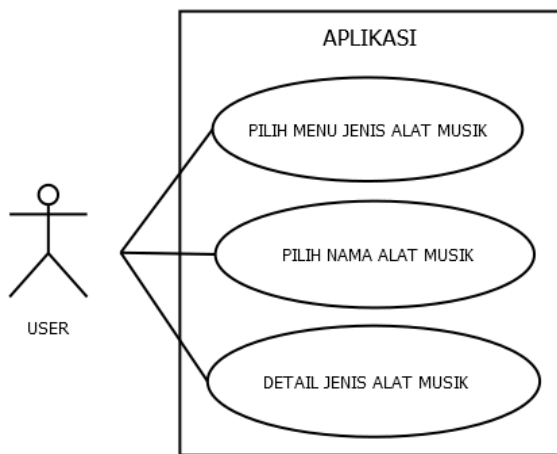 APLIKASI
PILIH MENU JENIS ALAT MUSIK
PILIH NAMA ALAT MUSIK
USER
DETAIL JENIS ALAT MUSIK